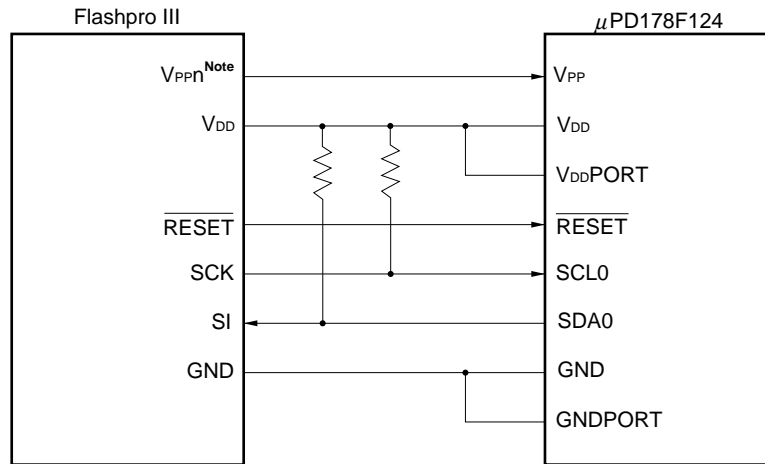 Flashpro III
μPD178F124
VPPnNote
VPP
VDD
VDD
VDDPORT
RESET
RESET
SCK
SCL0
SI
SDA0
GND
GND
GNDPORT